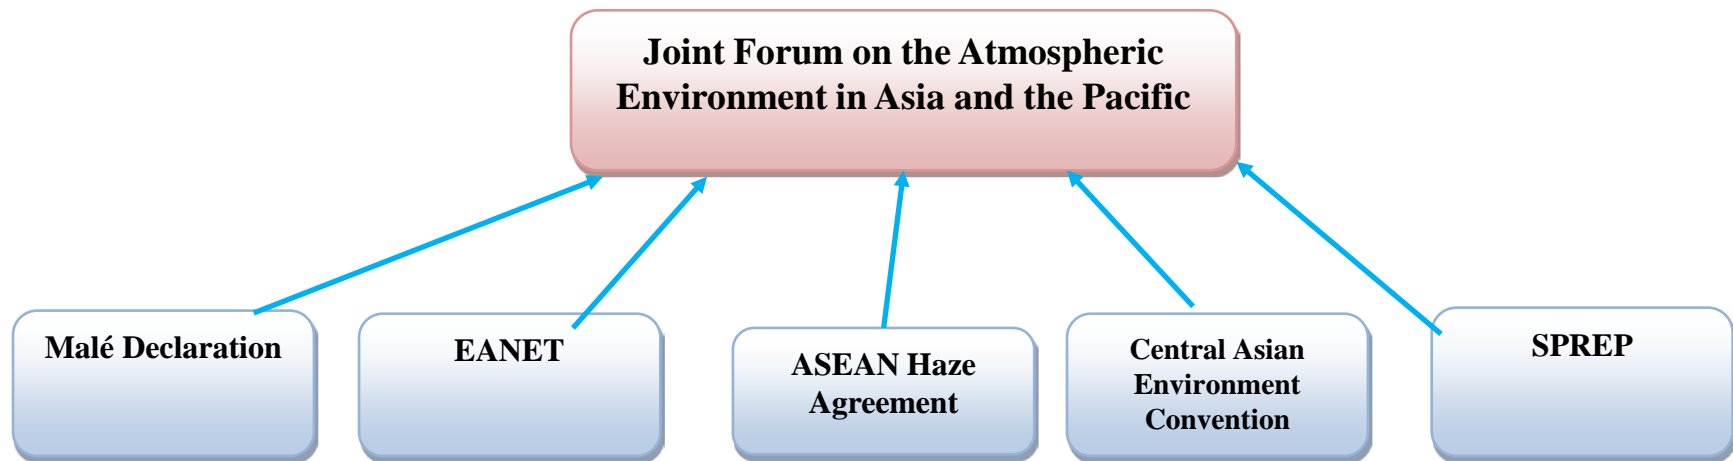 Joint Forum on the Atmospheric
Environment in Asia and the Pacific
Malé Declaration
EANET
ASEAN Haze
Agreement
Central Asian
Environment
Convention
SPREP